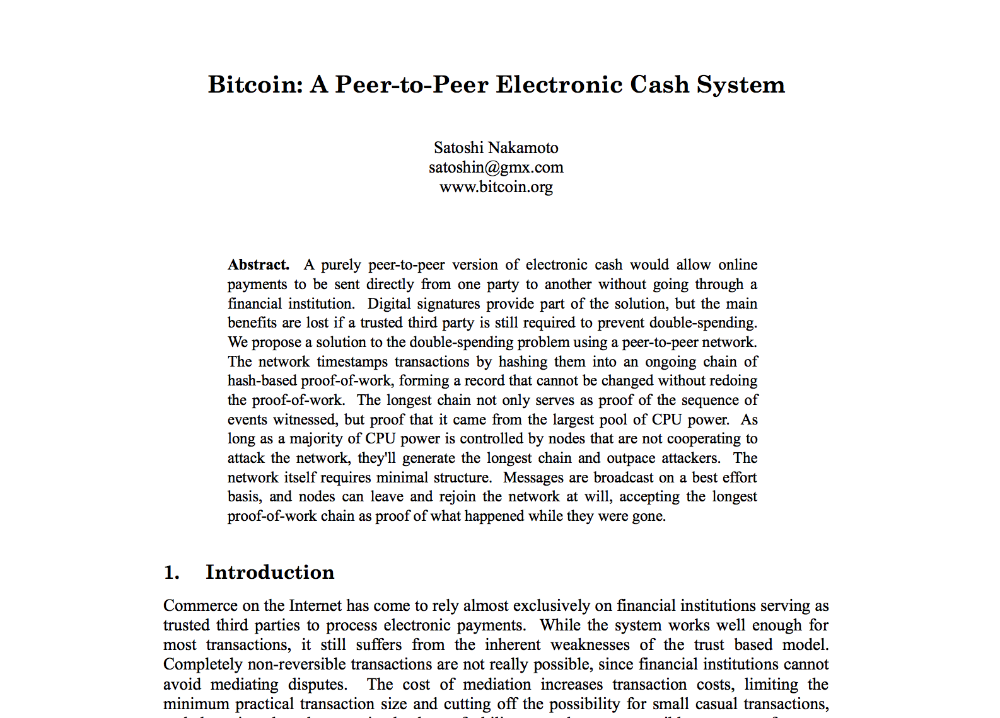 Bitcoin: A Peer-to-Peer Electronic Cash System
Satoshi Nakamoto
satoshin@gmx.com
www.bitcoin.org
Abstract. A purely peer-to-peer version of electronic cash would allow online
payments to be sent directly from one party to another without going through a
financial institution. Digital signatures provide part of the solution, but the main
benefits are lost if a trusted third party is still required to prevent double-spending.
We propose a solution to the double-spending problem using a peer-to-peer network.
The network timestamps transactions by hashing them into an ongoing chain of
hash-based proof-of-work, forming a record that cannot be changed without redoing
the proof-of-work. The longest chain not only serves as proof of the sequence of
events witnessed, but proof that it came from the largest pool of CPU power. As
long as a majority of CPU power is controlled by nodes that are not cooperating to
attack the network, they'll generate the longest chain and outpace attackers. The
network itself requires minimal structure. Messages are broadcast on a best effort
basis, and nodes can leave and rejoin the network at will, accepting the longest
proof-of-work chain as proof of what happened while they were gone.
1. Introduction
Commerce on the Internet has come to rely almost exclusively on financial institutions serving as
trusted third parties to process electronic payments. While the system works well enough for
most transactions, it still suffers from the inherent weaknesses of the trust based model.
Completely non-reversible transactions are not really possible, since financial institutions cannot
avoid mediating disputes. The cost of mediation increases transaction costs, limiting the
minimum practical transaction size and cutting off the possibility for small casual transactions,